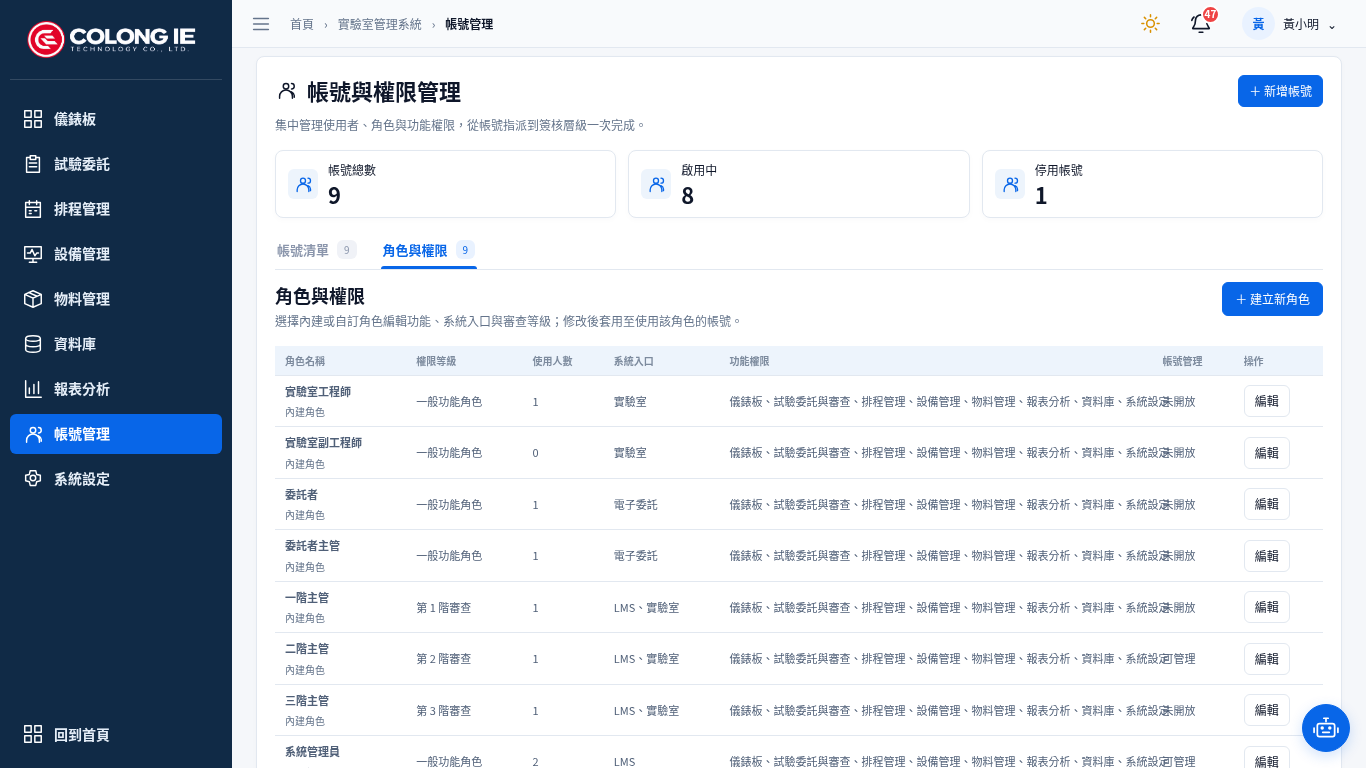 COLONG IE
TECHNOLOGY CO., LTD.
儀錶板
試驗委託
排程管理
設備管理
物料管理
資料庫
報表分析
帳號管理
系統設定
回到首頁
首頁 › 實驗室管理系統 › 帳號管理
47
黃 黃小明
帳號與權限管理
+ 新增帳號
集中管理使用者、角色與功能權限，從帳號指派到簽核層級一次完成。
帳號總數
9
啟用中
8
停用帳號
1
帳號清單 9 角色與權限 9
角色與權限
+ 建立新角色
選擇內建或自訂角色編輯功能、系統入口與審查等級；修改後套用至使用該角色的帳號。
角色名稱 權限等級 使用人數 系統入口 功能權限 帳號管理 操作
實驗室工程師
內建角色
一般功能角色 1 實驗室 儀錶板、試驗委託與審查、排程管理、設備管理、物料管理、報表分析、資料庫、系統設定 未開放 編輯
實驗室副工程師
內建角色
一般功能角色 0 實驗室 儀錶板、試驗委託與審查、排程管理、設備管理、物料管理、報表分析、資料庫、系統設定 未開放 編輯
委託者
內建角色
一般功能角色 1 電子委託 儀錶板、試驗委託與審查、排程管理、設備管理、物料管理、報表分析、資料庫、系統設定 未開放 編輯
委託者主管
內建角色
一般功能角色 1 電子委託 儀錶板、試驗委託與審查、排程管理、設備管理、物料管理、報表分析、資料庫、系統設定 未開放 編輯
一階主管
內建角色
第 1 階審查 1 LMS、實驗室 儀錶板、試驗委託與審查、排程管理、設備管理、物料管理、報表分析、資料庫、系統設定 未開放 編輯
二階主管
內建角色
第 2 階審查 1 LMS、實驗室 儀錶板、試驗委託與審查、排程管理、設備管理、物料管理、報表分析、資料庫、系統設定 可管理 編輯
三階主管
內建角色
第 3 階審查 1 LMS、實驗室 儀錶板、試驗委託與審查、排程管理、設備管理、物料管理、報表分析、資料庫、系統設定 未開放 編輯
系統管理員
一般功能角色 2 LMS 儀錶板、試驗委託與審查、排程管理、設備管理、物料管理、報表分析、資料庫、系統設定 可管理 編輯